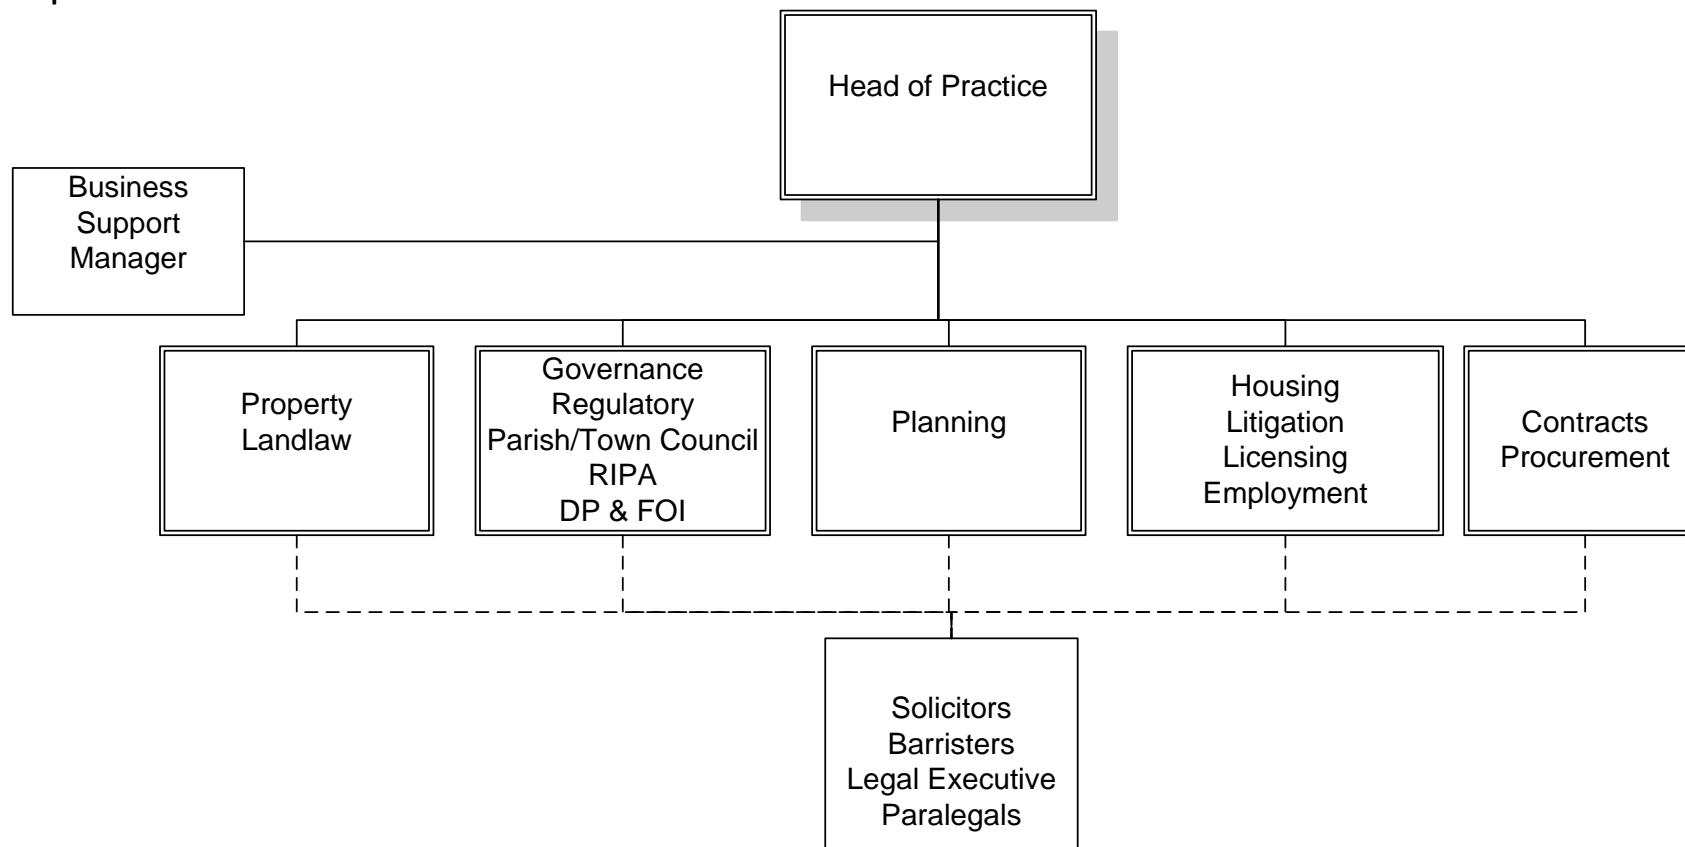 Head of Practice
Business
Support
Manager
Property
Landlaw
Governance
Regulatory
Parish/Town Council
RIPA
DP & FOI
Planning
Housing
Litigation
Licensing
Employment
Contracts
Procurement
Solicitors
Barristers
Legal Executive
Paralegals